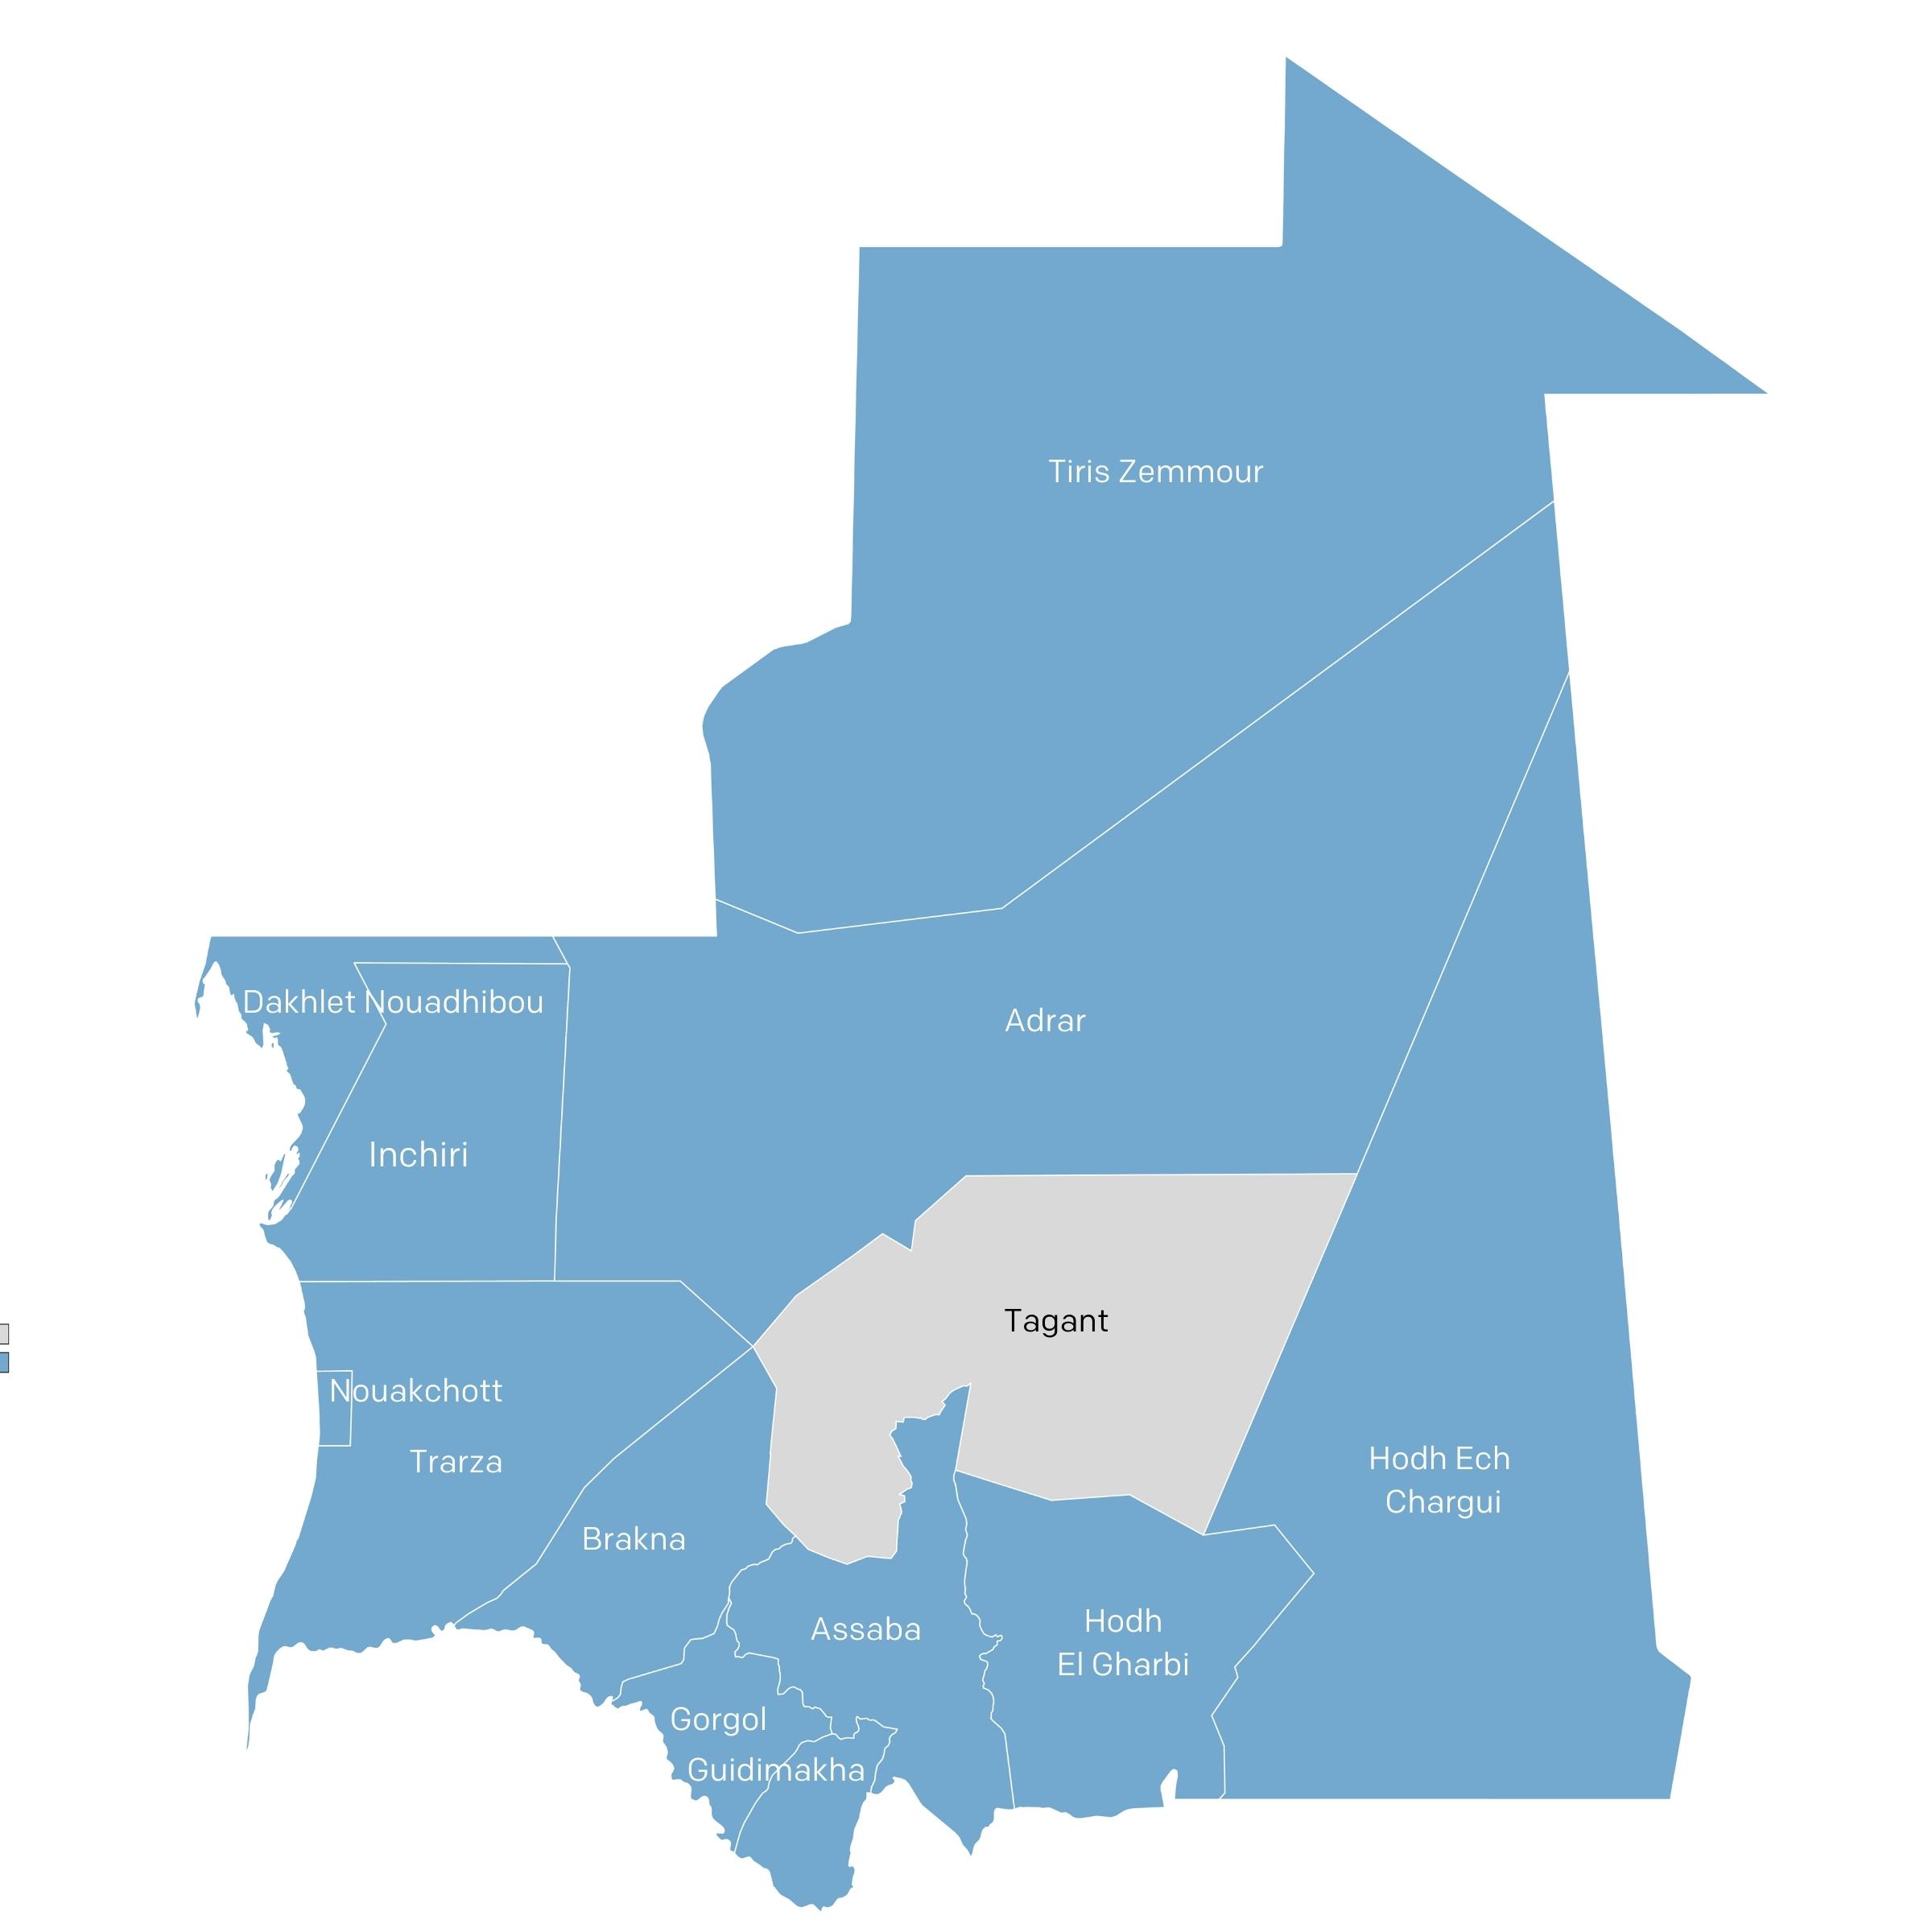 Tiris Zemmour
Dakhlet Nouadhibou
Adrar
Inchiri
Tagant
Nouakchott
Trarza
Hodh Ech
Chargui
Brakna
Assaba
Hodh
El Gharbi
Gorgol
Guidimakha